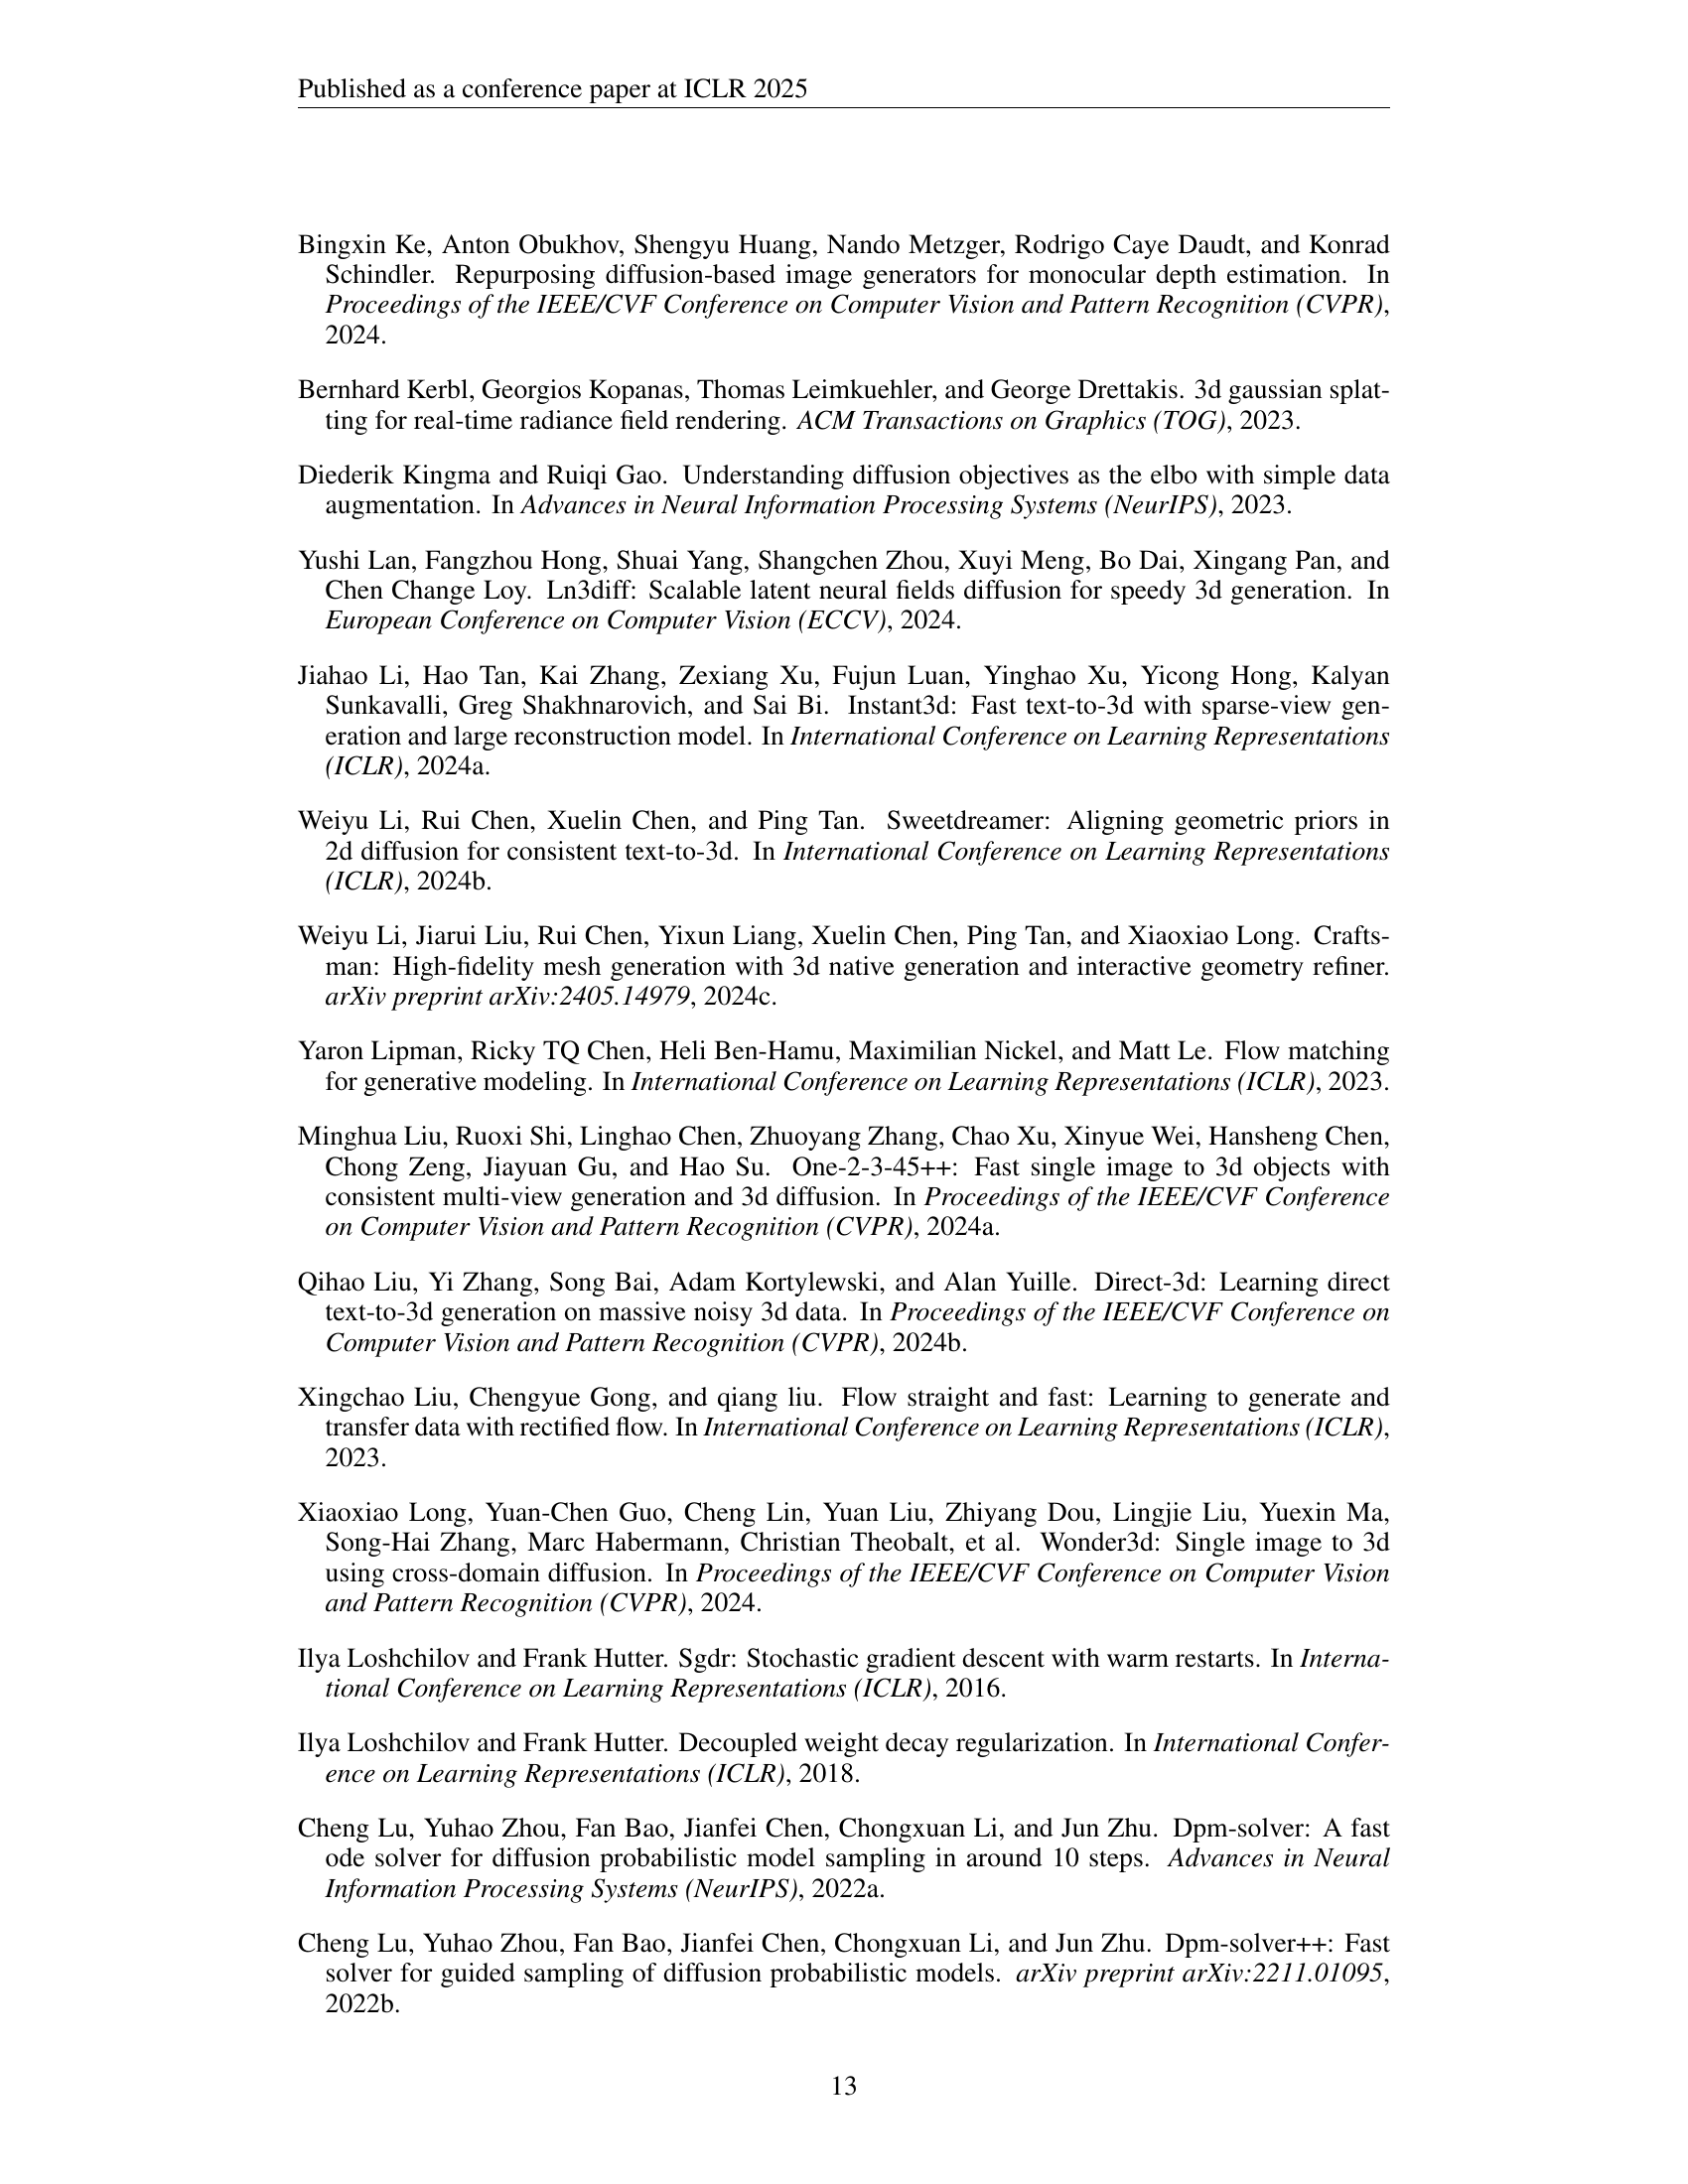 Published as a conference paper at ICLR 2025
Bingxin Ke, Anton Obukhov, Shengyu Huang, Nando Metzger, Rodrigo Caye Daudt, and Konrad
Schindler. Repurposing diffusion-based image generators for monocular depth estimation. In
Proceedings of the IEEE/CVF Conference on Computer Vision and Pattern Recognition (CVPR),
2024.
Bernhard Kerbl, Georgios Kopanas, Thomas Leimkuehler, and George Drettakis. 3d gaussian splat-
ting for real-time radiance field rendering. ACM Transactions on Graphics (TOG), 2023.
Diederik Kingma and Ruiqi Gao. Understanding diffusion objectives as the elbo with simple data
augmentation. In Advances in Neural Information Processing Systems (NeurIPS), 2023.
Yushi Lan, Fangzhou Hong, Shuai Yang, Shangchen Zhou, Xuyi Meng, Bo Dai, Xingang Pan, and
Chen Change Loy. Ln3diff: Scalable latent neural fields diffusion for speedy 3d generation. In
European Conference on Computer Vision (ECCV), 2024.
Jiahao Li, Hao Tan, Kai Zhang, Zexiang Xu, Fujun Luan, Yinghao Xu, Yicong Hong, Kalyan
Sunkavalli, Greg Shakhnarovich, and Sai Bi. Instant3d: Fast text-to-3d with sparse-view gen-
eration and large reconstruction model. In International Conference on Learning Representations
(ICLR), 2024a.
Weiyu Li, Rui Chen, Xuelin Chen, and Ping Tan. Sweetdreamer: Aligning geometric priors in
2d diffusion for consistent text-to-3d. In International Conference on Learning Representations
(ICLR), 2024b.
Weiyu Li, Jiarui Liu, Rui Chen, Yixun Liang, Xuelin Chen, Ping Tan, and Xiaoxiao Long. Crafts-
man: High-fidelity mesh generation with 3d native generation and interactive geometry refiner.
arXiv preprint arXiv:2405.14979, 2024c.
Yaron Lipman, Ricky TQ Chen, Heli Ben-Hamu, Maximilian Nickel, and Matt Le. Flow matching
for generative modeling. In International Conference on Learning Representations (ICLR), 2023.
Minghua Liu, Ruoxi Shi, Linghao Chen, Zhuoyang Zhang, Chao Xu, Xinyue Wei, Hansheng Chen,
Chong Zeng, Jiayuan Gu, and Hao Su. One-2-3-45++: Fast single image to 3d objects with
consistent multi-view generation and 3d diffusion. In Proceedings of the IEEE/CVF Conference
on Computer Vision and Pattern Recognition (CVPR), 2024a.
Qihao Liu, Yi Zhang, Song Bai, Adam Kortylewski, and Alan Yuille. Direct-3d: Learning direct
text-to-3d generation on massive noisy 3d data. In Proceedings of the IEEE/CVF Conference on
Computer Vision and Pattern Recognition (CVPR), 2024b.
Xingchao Liu, Chengyue Gong, and qiang liu. Flow straight and fast: Learning to generate and
transfer data with rectified flow. In International Conference on Learning Representations (ICLR),
2023.
Xiaoxiao Long, Yuan-Chen Guo, Cheng Lin, Yuan Liu, Zhiyang Dou, Lingjie Liu, Yuexin Ma,
Song-Hai Zhang, Marc Habermann, Christian Theobalt, et al. Wonder3d: Single image to 3d
using cross-domain diffusion. In Proceedings of the IEEE/CVF Conference on Computer Vision
and Pattern Recognition (CVPR), 2024.
Ilya Loshchilov and Frank Hutter. Sgdr: Stochastic gradient descent with warm restarts. In Interna-
tional Conference on Learning Representations (ICLR), 2016.
Ilya Loshchilov and Frank Hutter. Decoupled weight decay regularization. In International Confer-
ence on Learning Representations (ICLR), 2018.
Cheng Lu, Yuhao Zhou, Fan Bao, Jianfei Chen, Chongxuan Li, and Jun Zhu. Dpm-solver: A fast
ode solver for diffusion probabilistic model sampling in around 10 steps. Advances in Neural
Information Processing Systems (NeurIPS), 2022a.
Cheng Lu, Yuhao Zhou, Fan Bao, Jianfei Chen, Chongxuan Li, and Jun Zhu. Dpm-solver++: Fast
solver for guided sampling of diffusion probabilistic models. arXiv preprint arXiv:2211.01095,
2022b.
13